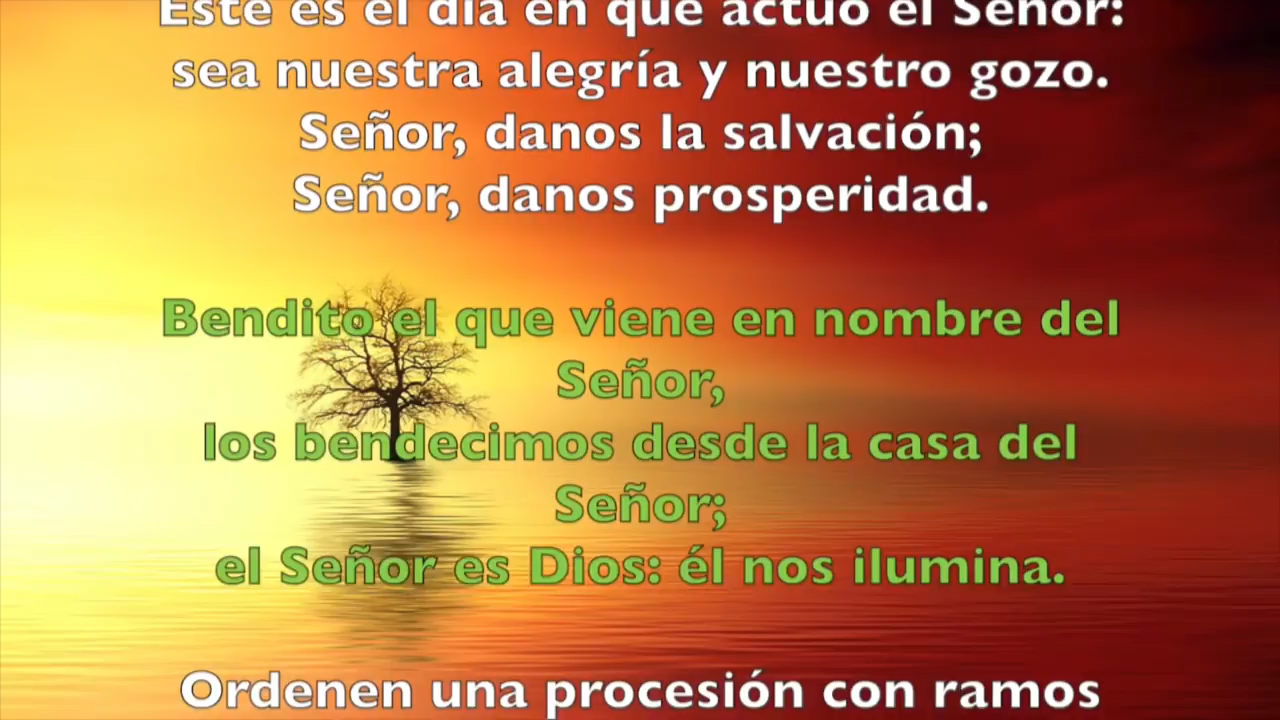 Este es el día en que actuó el Señor:
sea nuestra alegría y nuestro gozo.
Señor, danos la salvación;
Señor, danos prosperidad.
Bendito el que viene en nombre del
Señor,
los bendecimos desde la casa del
Señor;
el Señor es Dios: él nos ilumina.
Ordenen una procesión con ramos